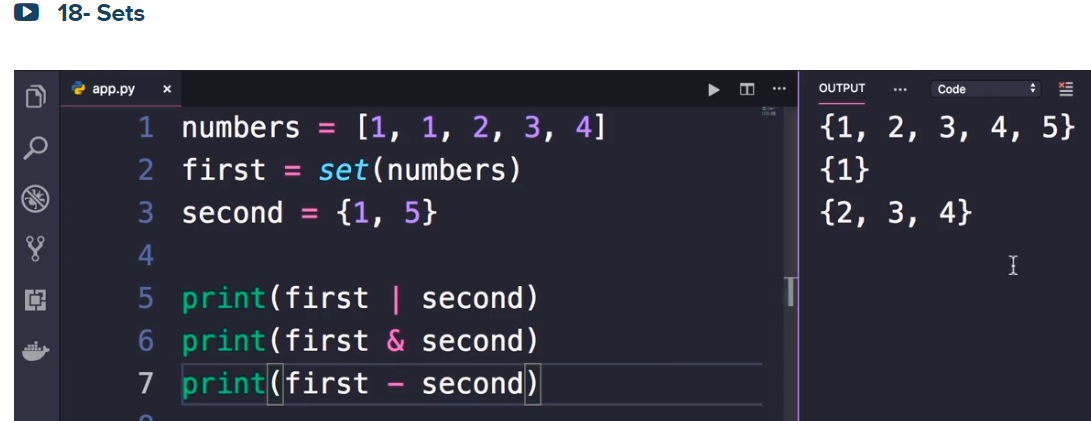 18- Sets
app.py ×
OUTPUT ... Code
1 numbers = [1, 1, 2, 3, 4]
2 first = set(numbers)
3 second = {1, 5}
4
5 print(first | second)
6 print(first & second)
7 print(first - second)
{1, 2, 3, 4, 5}
{1}
{2, 3, 4}